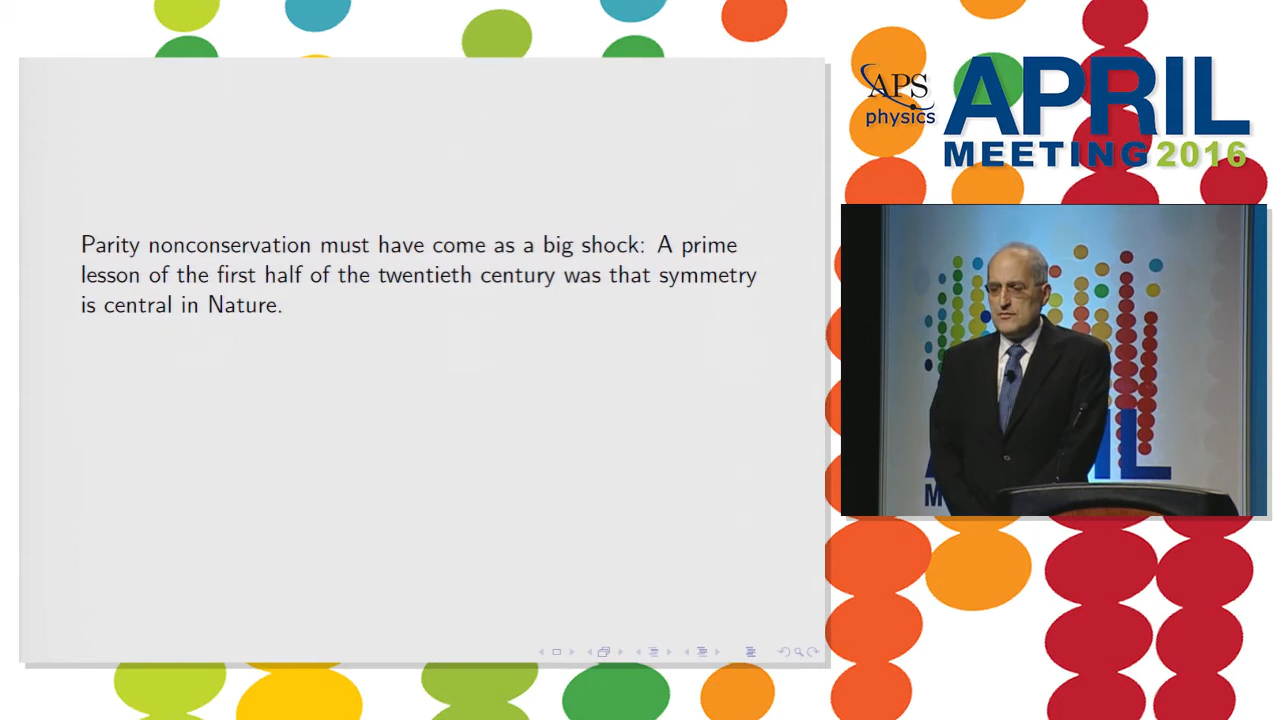 Parity nonconservation must have come as a big shock: A prime
lesson of the first half of the twentieth century was that symmetry
is central in Nature.
APS
physics
APRIL
MEETING 2016